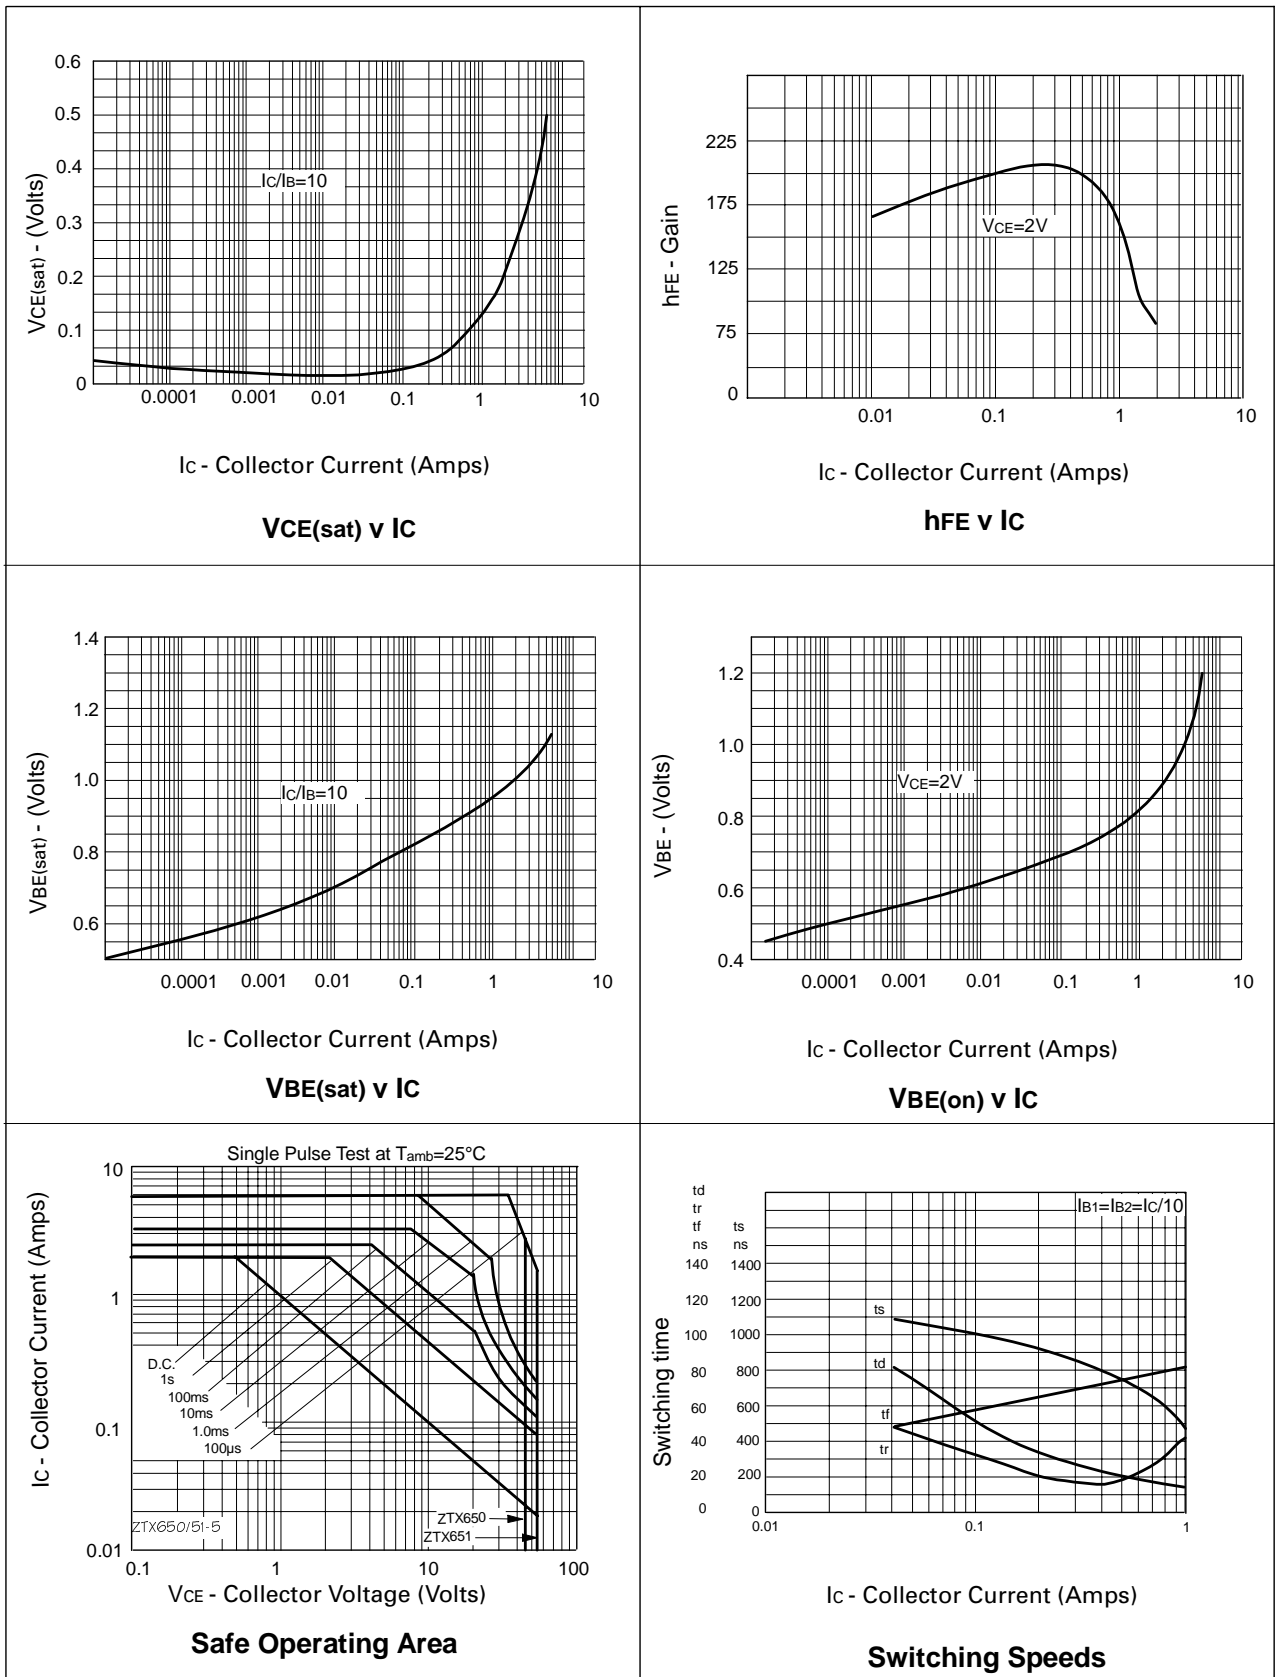 0.6
0.5
0.4
0.3
0.2
0.1
0
VCE(sat) - (Volts)
IC/IB=10
0.0001 0.001 0.01 0.1 1 10
IC - Collector Current (Amps)
VCE(sat) v IC
225
175
125
75
0
hFE - Gain
VCE=2V
0.01 0.1 1 10
IC - Collector Current (Amps)
hFE v IC
1.4
1.2
1.0
0.8
0.6
VBE(sat) - (Volts)
IC/IB=10
0.0001 0.001 0.01 0.1 1 10
IC - Collector Current (Amps)
VBE(sat) v IC
1.2
1.0
0.8
0.6
0.4
VBE - (Volts)
VCE=2V
0.0001 0.001 0.01 0.1 1 10
IC - Collector Current (Amps)
VBE(on) v IC
Single Pulse Test at Tamb=25°C
10
1
0.1
0.01
IC - Collector Current (Amps)
D.C.
1s
100ms
10ms
1.0ms
100µs
ZTX650/51-5
ZTX650
ZTX651
0.1 1 10 100
VCE - Collector Voltage (Volts)
Safe Operating Area
td
tr
tf ts
ns ns
140 1400
120 1200
100 1000
80 800
60 600
40 400
20 200
0 0
Switching time
IB1=IB2=IC/10
ts
td
tf
tr
0.01 0.1 1
IC - Collector Current (Amps)
Switching Speeds